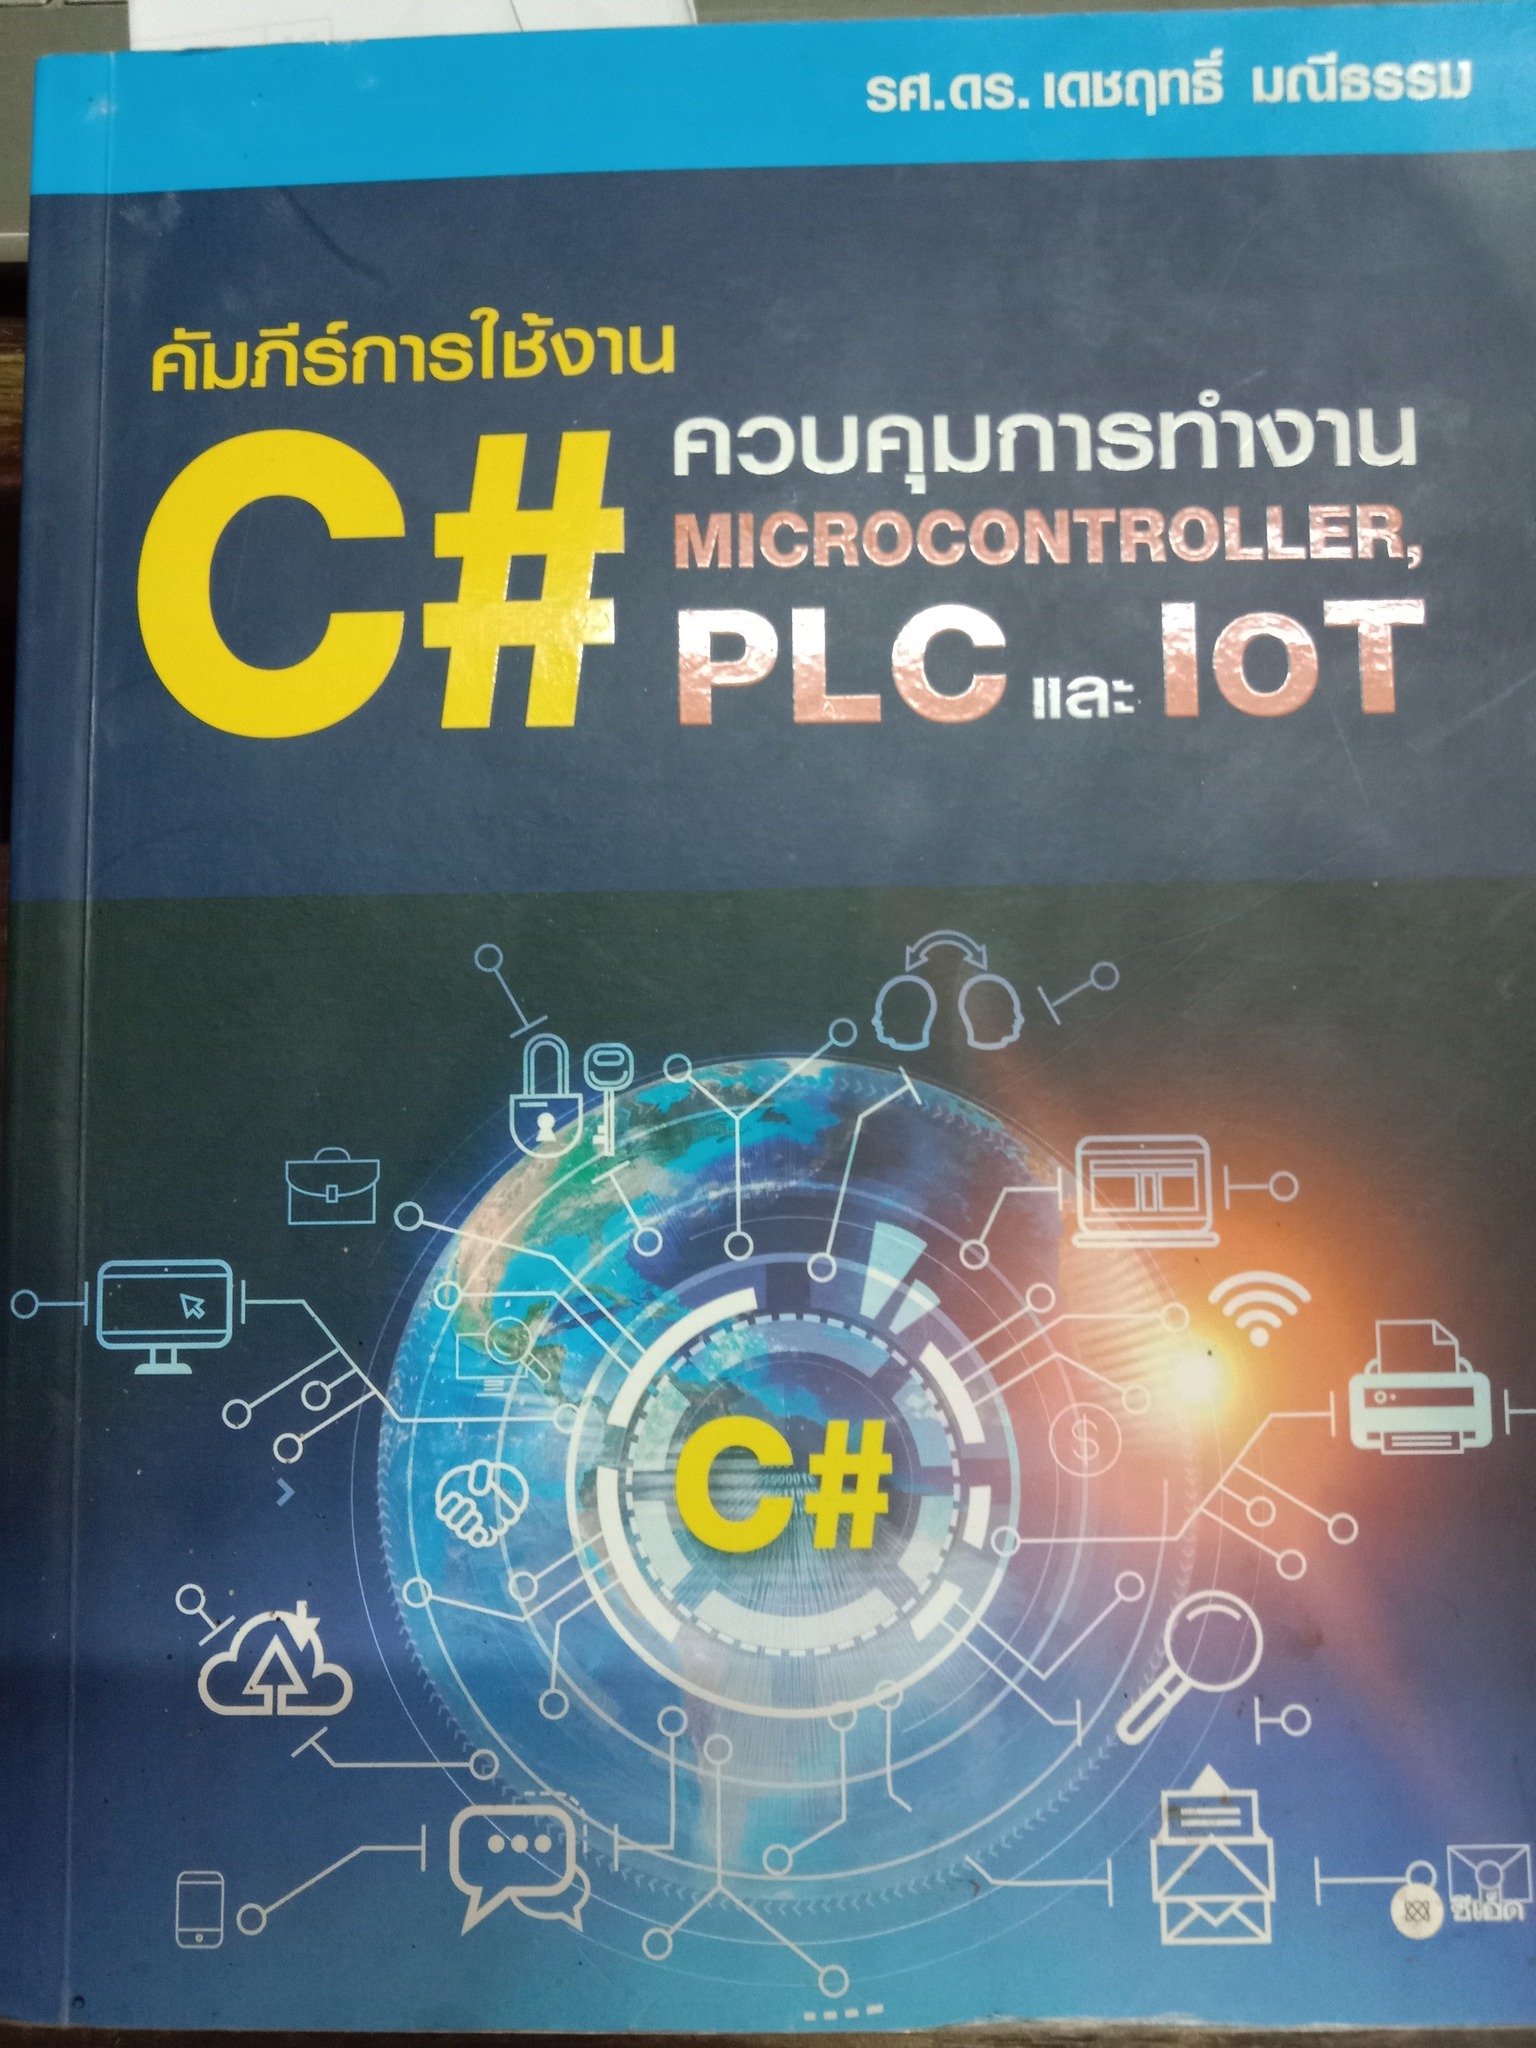 รศ.ดร. เดชฤทธิ์ มณีธรรม
คัมภีร์การใช้งาน
C# ควบคุมการทำงาน
MICROCONTROLLER,
PLC และ IoT
C#
$
ซีเอ็ด